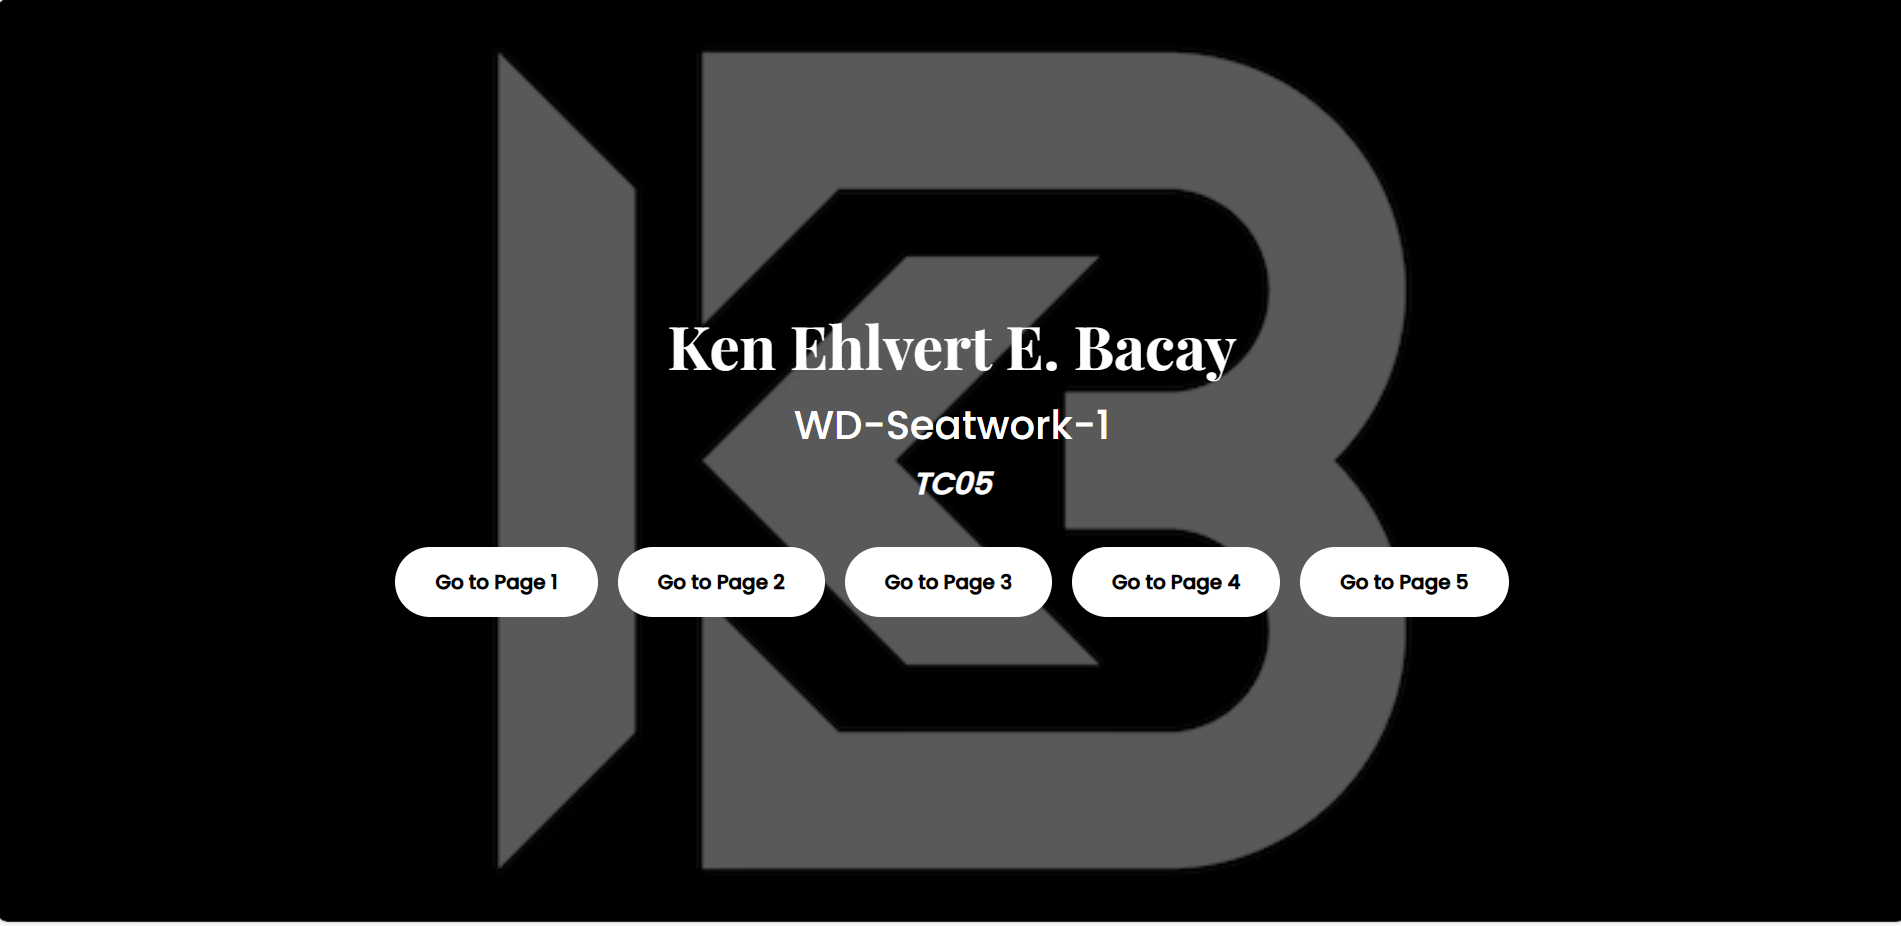 Ken Ehlvert E. Bacay
WD-Seatwork-1
TC05
Go to Page 1 Go to Page 2 Go to Page 3 Go to Page 4 Go to Page 5